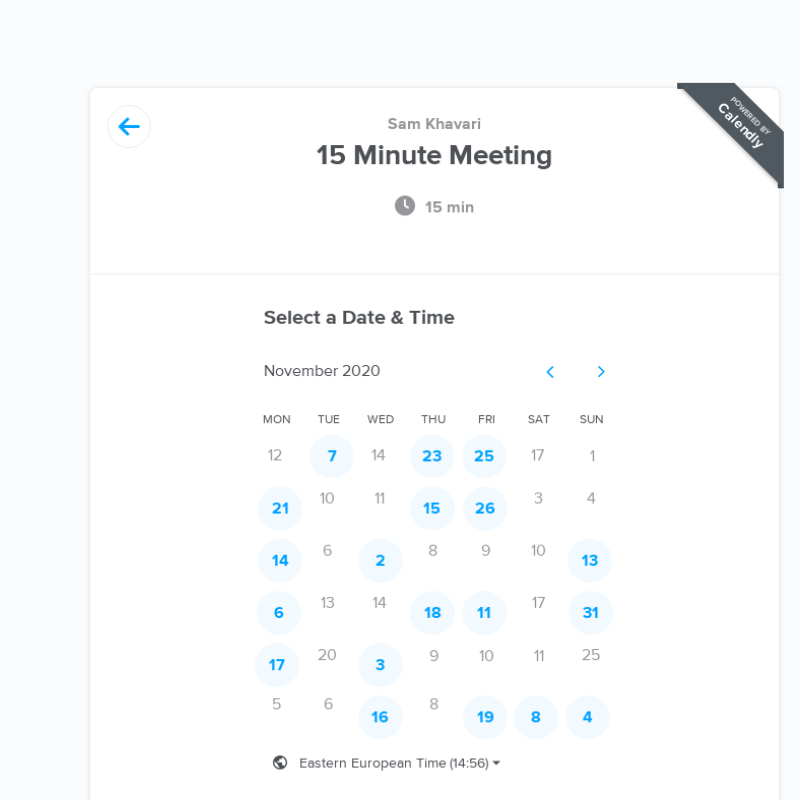 POWERED BY
Calendly
Sam Khavari
15 Minute Meeting
15 min
Select a Date & Time
November 2020
MON TUE WED THU FRI SAT SUN
12 7 14 23 25 17 1
21 10 11 15 26 3 4
14 6 2 8 9 10 13
6 13 14 18 11 17 31
17 20 3 9 10 11 25
5 6 16 8 19 8 4
Eastern European Time (14:56)